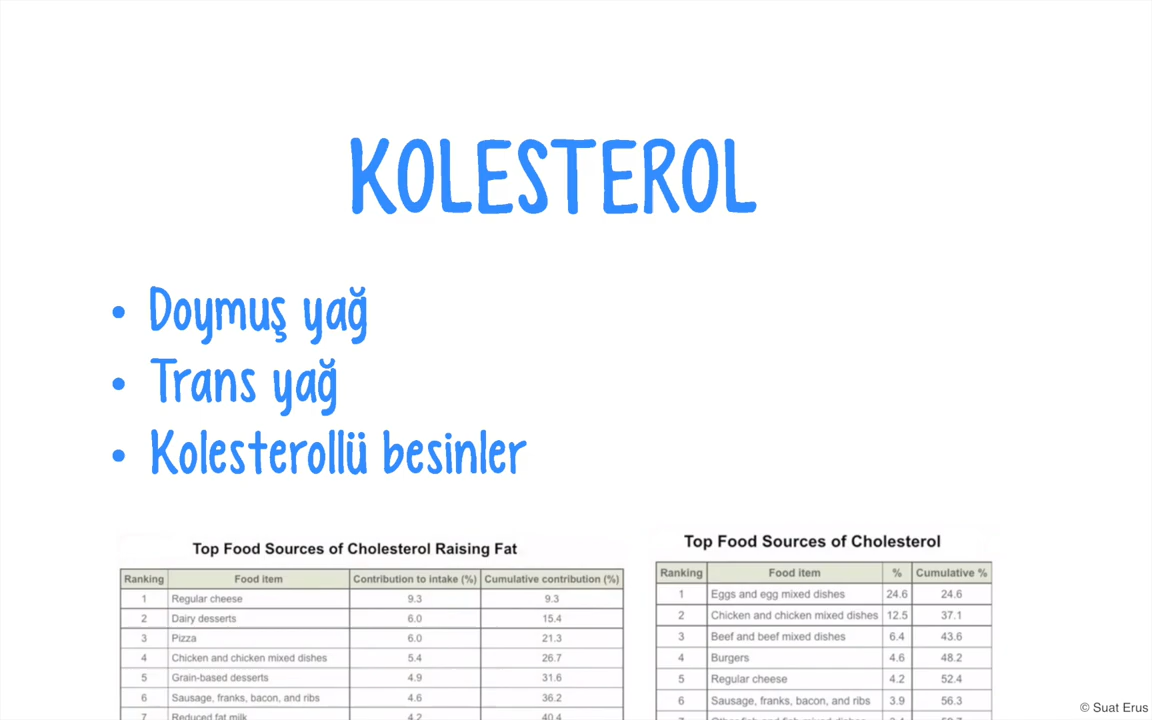 KOLESTEROL
• Doymuş yağ
• Trans yağ
• Kolesterollü besinler
Top Food Sources of Cholesterol Raising Fat
Ranking Food item Contribution to intake (%) Cumulative contribution (%)
1 Regular cheese 9.3 9.3
2 Dairy desserts 6.0 15.4
3 Pizza 6.0 21.3
4 Chicken and chicken mixed dishes 5.4 26.7
5 Grain-based desserts 4.9 31.6
6 Sausage, franks, bacon, and ribs 4.6 36.2
7 Reduced fat milk 4.2 40.4
Top Food Sources of Cholesterol
Ranking Food item % Cumulative %
1 Eggs and egg mixed dishes 24.6 24.6
2 Chicken and chicken mixed dishes 12.5 37.1
3 Beef and beef mixed dishes 6.4 43.6
4 Burgers 4.6 48.2
5 Regular cheese 4.2 52.4
6 Sausage, franks, bacon, and ribs 3.9 56.3
© Suat Erus